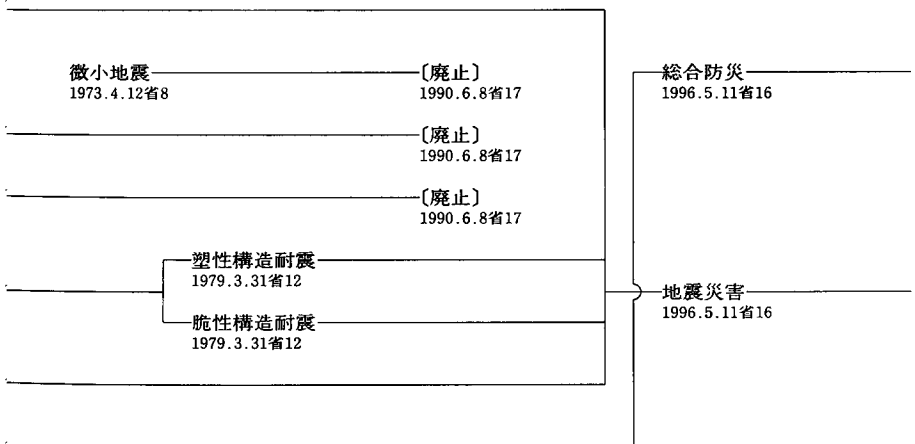 微小地震
1973.4.12省8
〔廃止〕
1990.6.8省17
総合防災
1996.5.11省16
〔廃止〕
1990.6.8省17
〔廃止〕
1990.6.8省17
塑性構造耐震
1979.3.31省12
地震災害
1996.5.11省16
脆性構造耐震
1979.3.31省12